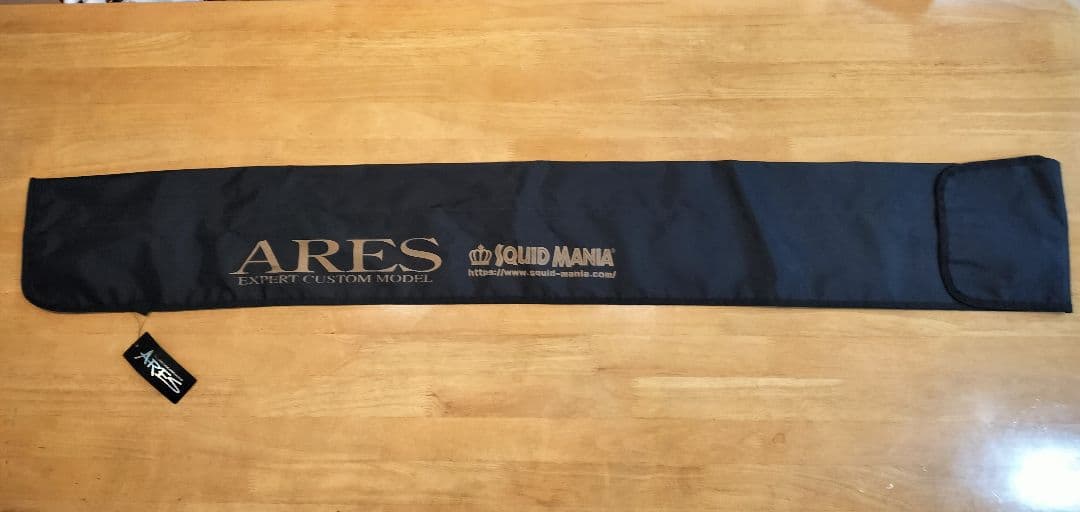 ARES
EXPERT CUSTOM MODEL
SQUID MANIA®
https://www.squid-mania.com/
ARES